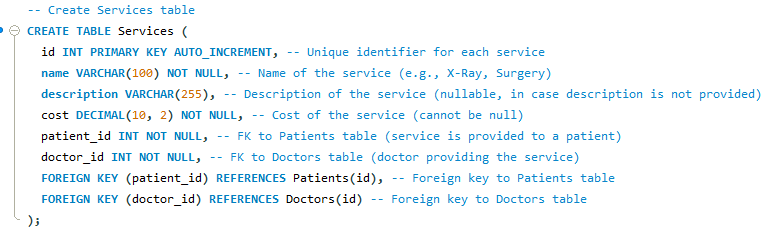 -- Create Services table
CREATE TABLE Services (
id INT PRIMARY KEY AUTO_INCREMENT, -- Unique identifier for each service
name VARCHAR(100) NOT NULL, -- Name of the service (e.g., X-Ray, Surgery)
description VARCHAR(255), -- Description of the service (nullable, in case description is not provided)
cost DECIMAL(10, 2) NOT NULL, -- Cost of the service (cannot be null)
patient_id INT NOT NULL, -- FK to Patients table (service is provided to a patient)
doctor_id INT NOT NULL, -- FK to Doctors table (doctor providing the service)
FOREIGN KEY (patient_id) REFERENCES Patients(id), -- Foreign key to Patients table
FOREIGN KEY (doctor_id) REFERENCES Doctors(id) -- Foreign key to Doctors table
);